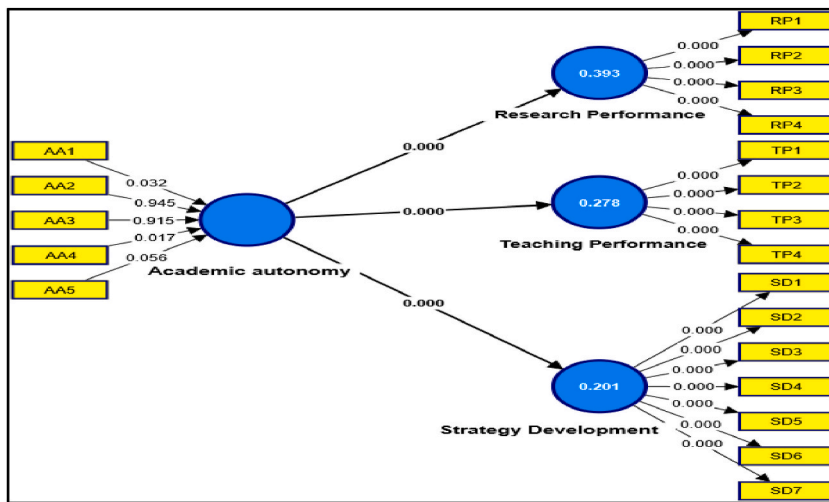 AA1
AA2
AA3
AA4
AA5
0.032
0.945
0.915
0.017
0.056
Academic autonomy
0.000
0.000
0.000
0.393
Research Performance
0.000
0.000
0.000
0.000
RP1
RP2
RP3
RP4
0.278
Teaching Performance
0.000
0.000
0.000
0.000
TP1
TP2
TP3
TP4
0.201
Strategy Development
0.000
0.000
0.000
0.000
0.000
0.000
0.000
SD1
SD2
SD3
SD4
SD5
SD6
SD7